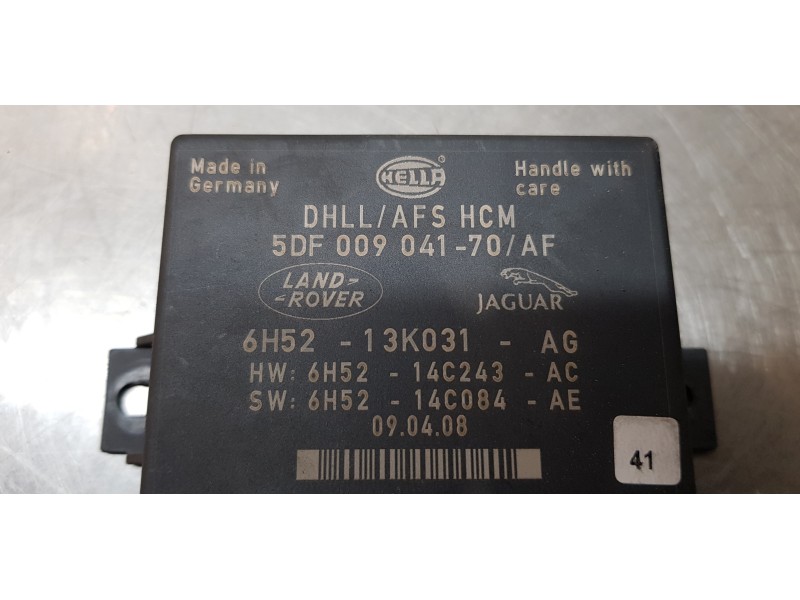 Made in
Germany
HELLA
®
Handle with
care
DHLL/AFS HCM
5DF 009 041-70/AF
LAND-
-ROVER
JAGUAR
6H52 - 13K031 - AG
HW: 6H52 - 14C243 - AC
SW: 6H52 - 14C084 - AE
09.04.08
41